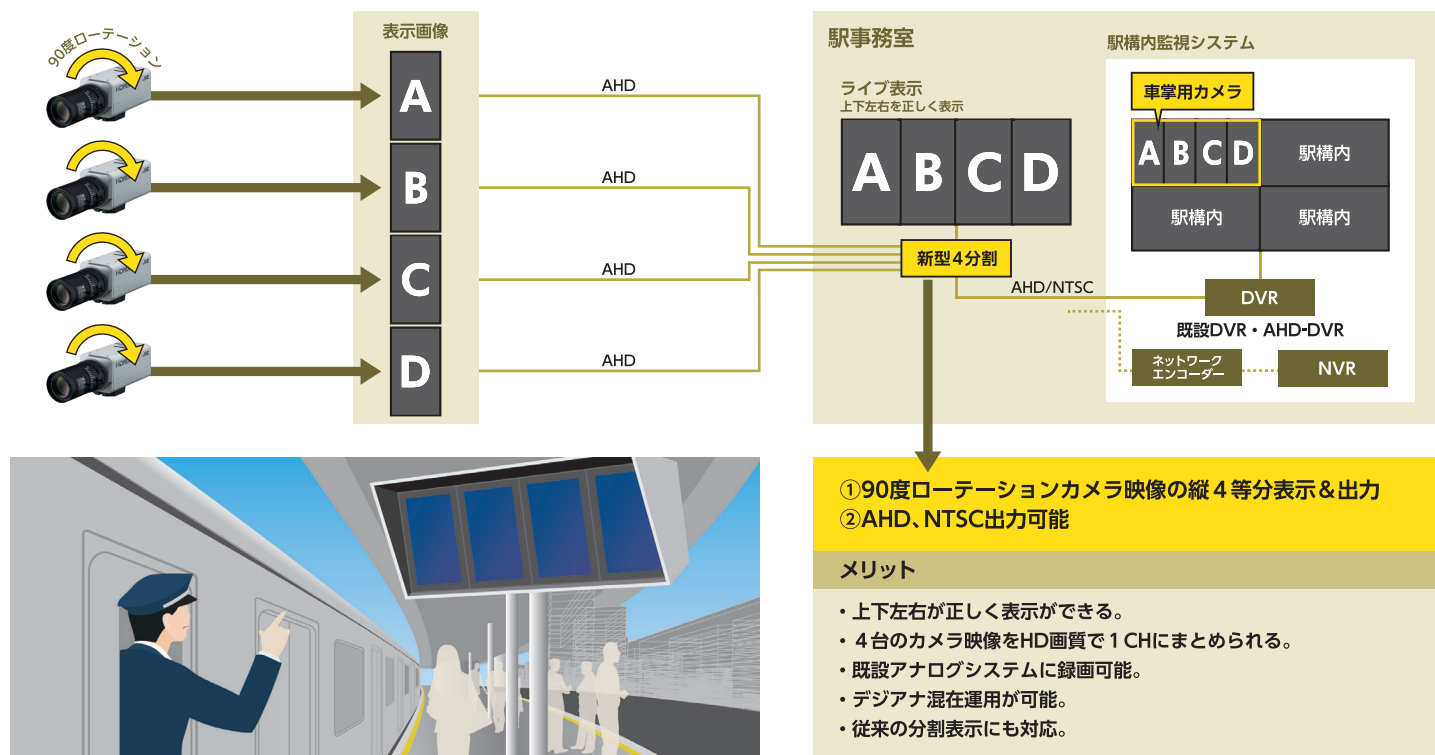 90度ローテーション
表示画像
A
B
C
D
AHD
AHD
AHD
AHD
駅事務室
ライブ表示
上下左右を正しく表示
A B C D
新型4分割
AHD/NTSC
駅構内監視システム
車掌用カメラ
A B C D
駅構内
駅構内
駅構内
DVR
既設DVR・AHD-DVR
ネットワーク
エンコーダー
NVR
①90度ローテーションカメラ映像の縦4等分表示&出力
②AHD、NTSC出力可能
メリット
・上下左右が正しく表示ができる。
・4台のカメラ映像をHD画質で1CHにまとめられる。
・既設アナログシステムに録画可能。
・デジアナ混在運用が可能。
・従来の分割表示にも対応。